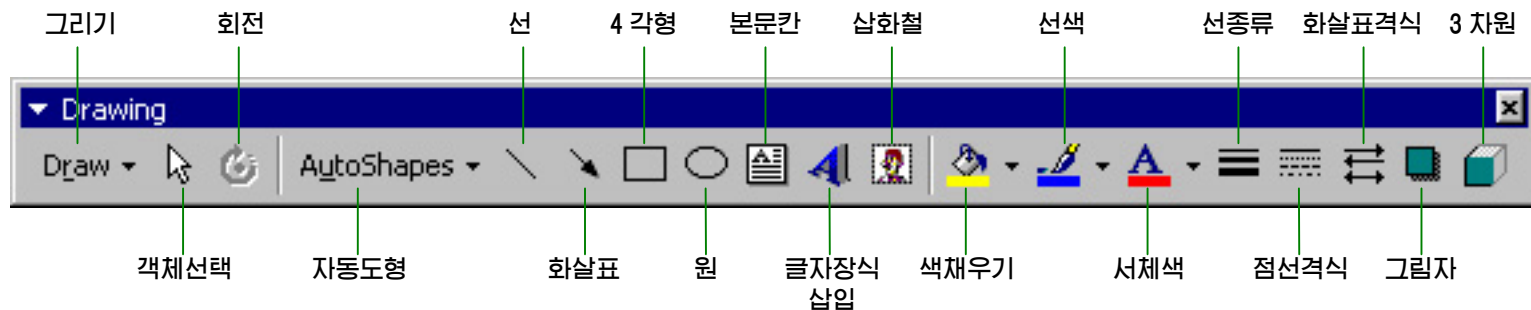 그리기 회전 선 4각형 본문칸 삽화철 선색 선종류 화살표격식 3차원
Drawing
Draw AutoShapes
객체선택 자동도형 화살표 원 글자장식 색채우기 서체색 점선격식 그림자
삽입